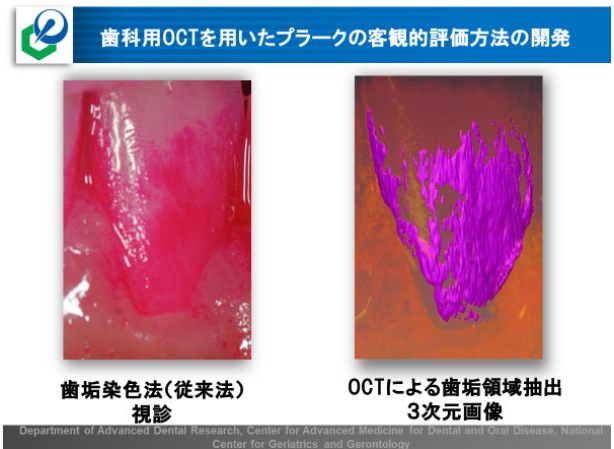 歯科用OCTを用いたプラークの客観的評価方法の開発
歯垢染色法(従来法)
視診
OCTによる歯垢領域抽出
3次元画像
Department of Advanced Dental Research, Center for Advanced Medicine for Dental and Oral Disease, National
Center for Geriatrics and Gerontology